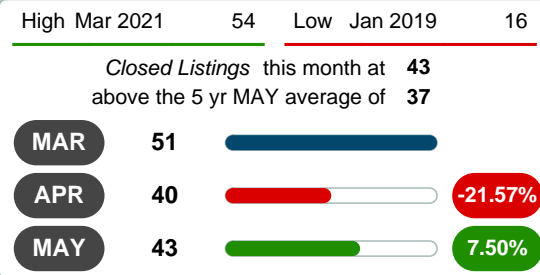 High Mar 2021 54 Low Jan 2019 16
Closed Listings this month at 43
above the 5 yr MAY average of 37
MAR 51
APR 40 -21.57%
MAY 43 7.50%